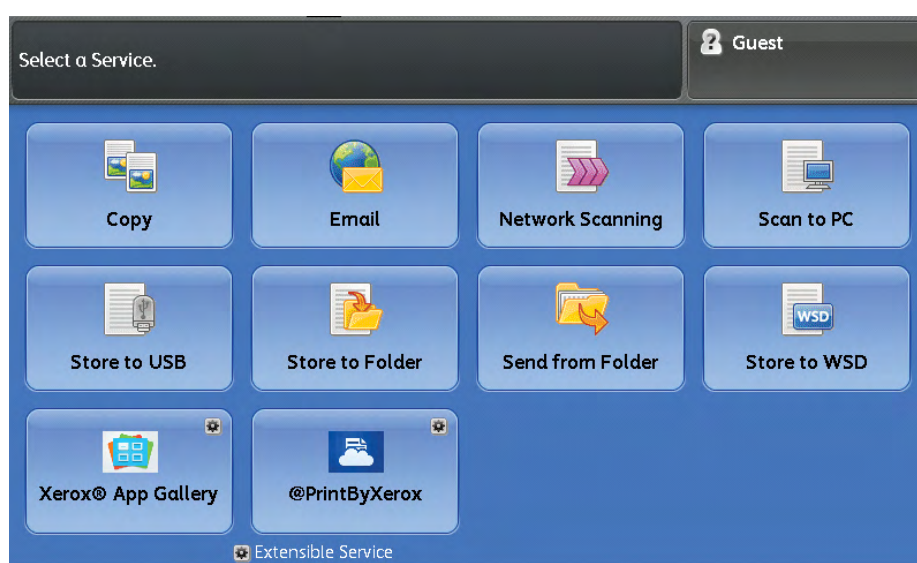 Select a Service.
Guest
Copy
Email
Network Scanning
Scan to PC
Store to USB
Store to Folder
Send from Folder
WSD
Store to WSD
Xerox® App Gallery
@PrintByXerox
Extensible Service